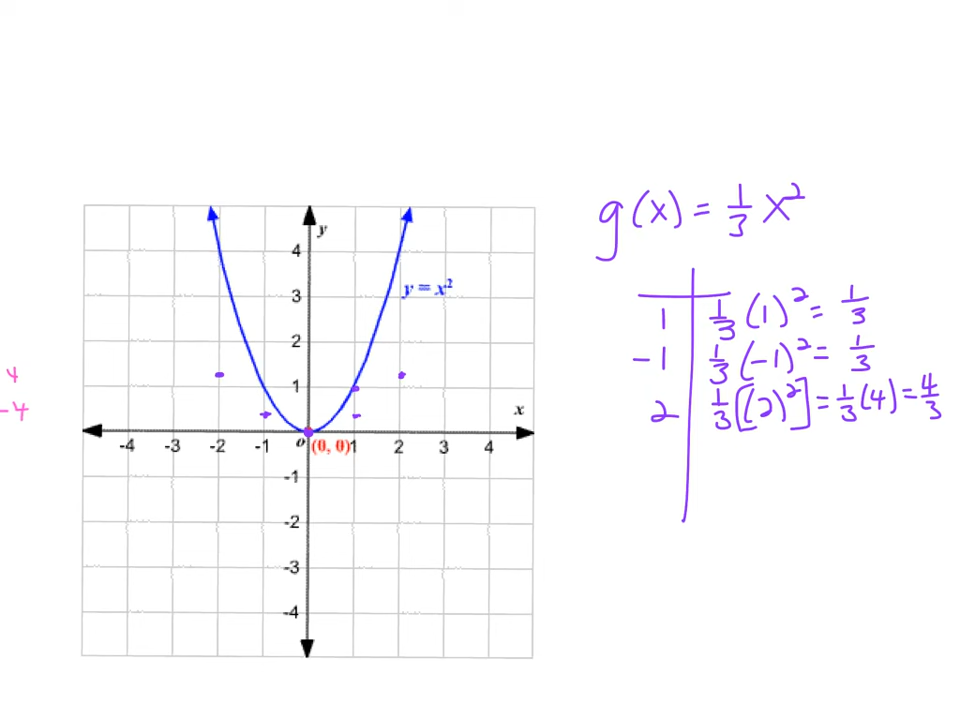 g(x) = 1/3 x²
y
4
y = x²
3
1 | 1/3 (1)² = 1/3
2
-1 | 1/3 (-1)² = 1/3
4
1
2 | 1/3 [(2)²] = 1/3 (4) = 4/3
-4
x
-4 -3 -2 -1 O (0, 0) 1 2 3 4
-1
-2
-3
-4